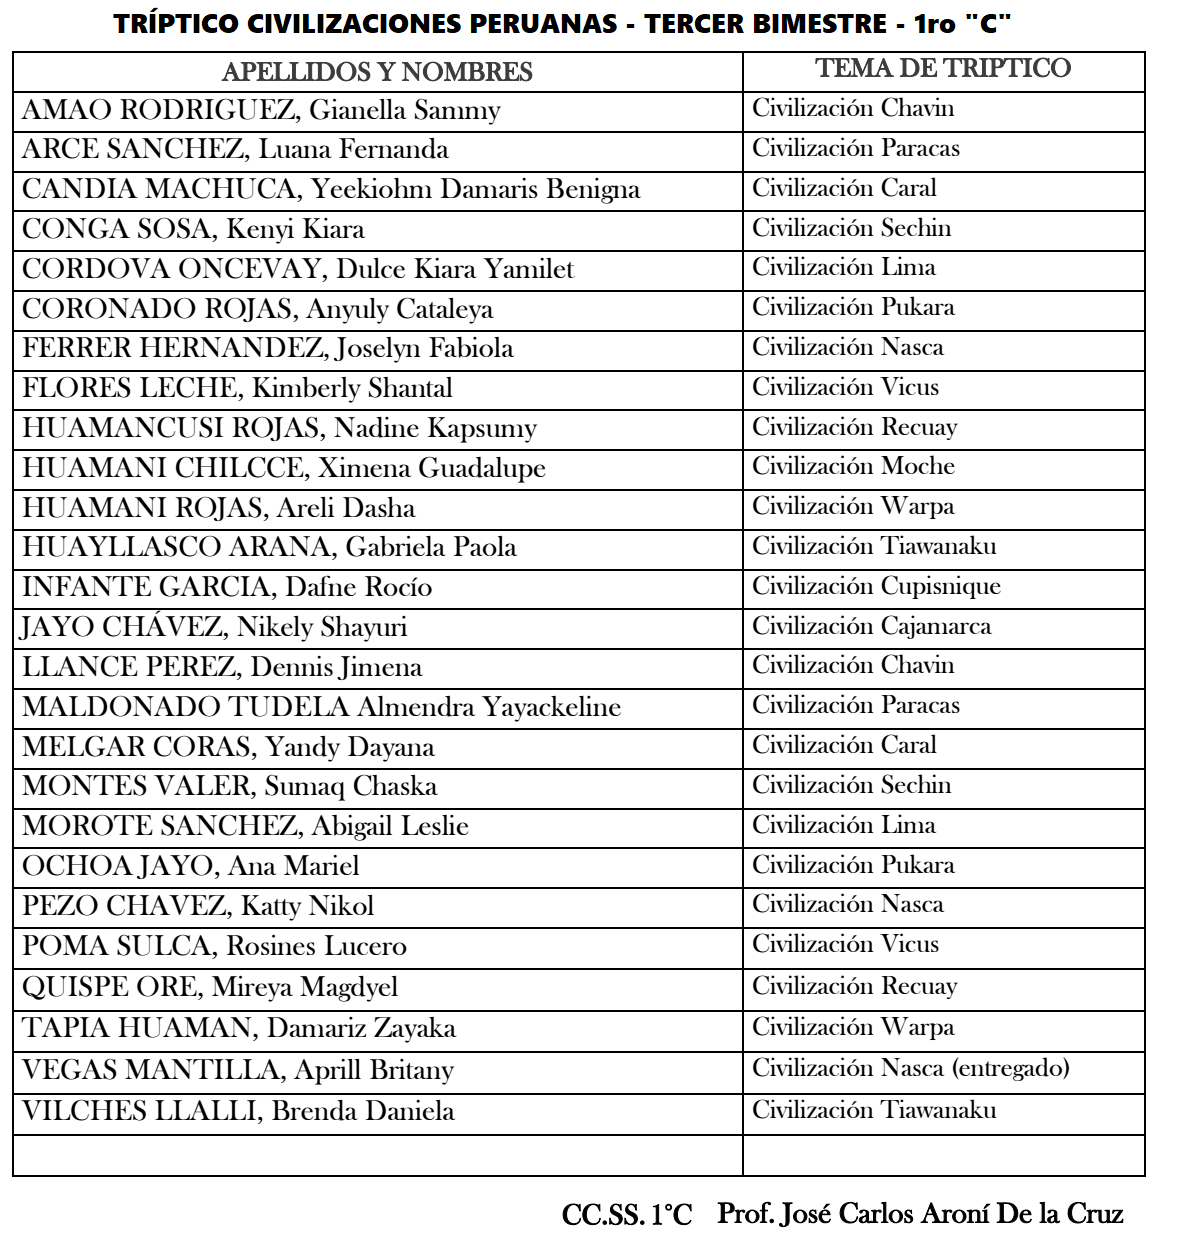 TRÍPTICO CIVILIZACIONES PERUANAS - TERCER BIMESTRE - 1ro "C"
APELLIDOS Y NOMBRES TEMA DE TRIPTICO
AMAO RODRIGUEZ, Gianella Sammy Civilización Chavin
ARCE SANCHEZ, Luana Fernanda Civilización Paracas
CANDIA MACHUCA, Yeekiohm Damaris Benigna Civilización Caral
CONGA SOSA, Kenyi Kiara Civilización Sechin
CORDOVA ONCEVAY, Dulce Kiara Yamilet Civilización Lima
CORONADO ROJAS, Anyuly Cataleya Civilización Pukara
FERRER HERNANDEZ, Joselyn Fabiola Civilización Nasca
FLORES LECHE, Kimberly Shantal Civilización Vicus
HUAMANCUSI ROJAS, Nadine Kapsumy Civilización Recuay
HUAMANI CHILCCE, Ximena Guadalupe Civilización Moche
HUAMANI ROJAS, Areli Dasha Civilización Warpa
HUAYLLASCO ARANA, Gabriela Paola Civilización Tiawanaku
INFANTE GARCIA, Dafne Rocío Civilización Cupisnique
JAYO CHÁVEZ, Nikely Shayuri Civilización Cajamarca
LLANCE PEREZ, Dennis Jimena Civilización Chavin
MALDONADO TUDELA Almendra Yayackeline Civilización Paracas
MELGAR CORAS, Yandy Dayana Civilización Caral
MONTES VALER, Sumaq Chaska Civilización Sechin
MOROTE SANCHEZ, Abigail Leslie Civilización Lima
OCHOA JAYO, Ana Mariel Civilización Pukara
PEZO CHAVEZ, Katty Nikol Civilización Nasca
POMA SULCA, Rosines Lucero Civilización Vicus
QUISPE ORE, Mireya Magdyel Civilización Recuay
TAPIA HUAMAN, Damariz Zayaka Civilización Warpa
VEGAS MANTILLA, Aprill Britany Civilización Nasca (entregado)
VILCHES LLALLI, Brenda Daniela Civilización Tiawanaku
CC.SS. 1°C Prof. José Carlos Aroní De la Cruz